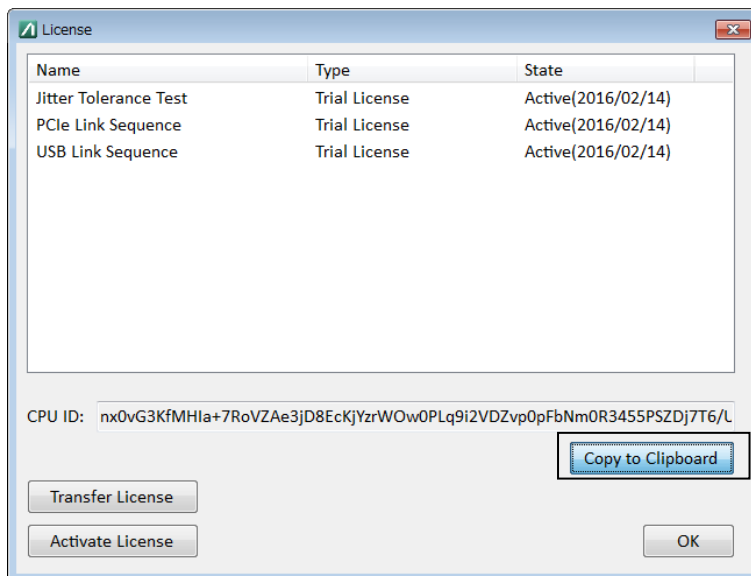 License
Name Type State
Jitter Tolerance Test Trial License Active(2016/02/14)
PCIe Link Sequence Trial License Active(2016/02/14)
USB Link Sequence Trial License Active(2016/02/14)
CPU ID: nx0vG3KfMHIa+7RoVZAe3jD8EcKjYzrWOw0PLq9i2VDZvp0pFbNm0R3455PSZDj7T6/U
Copy to Clipboard
Transfer License
Activate License OK